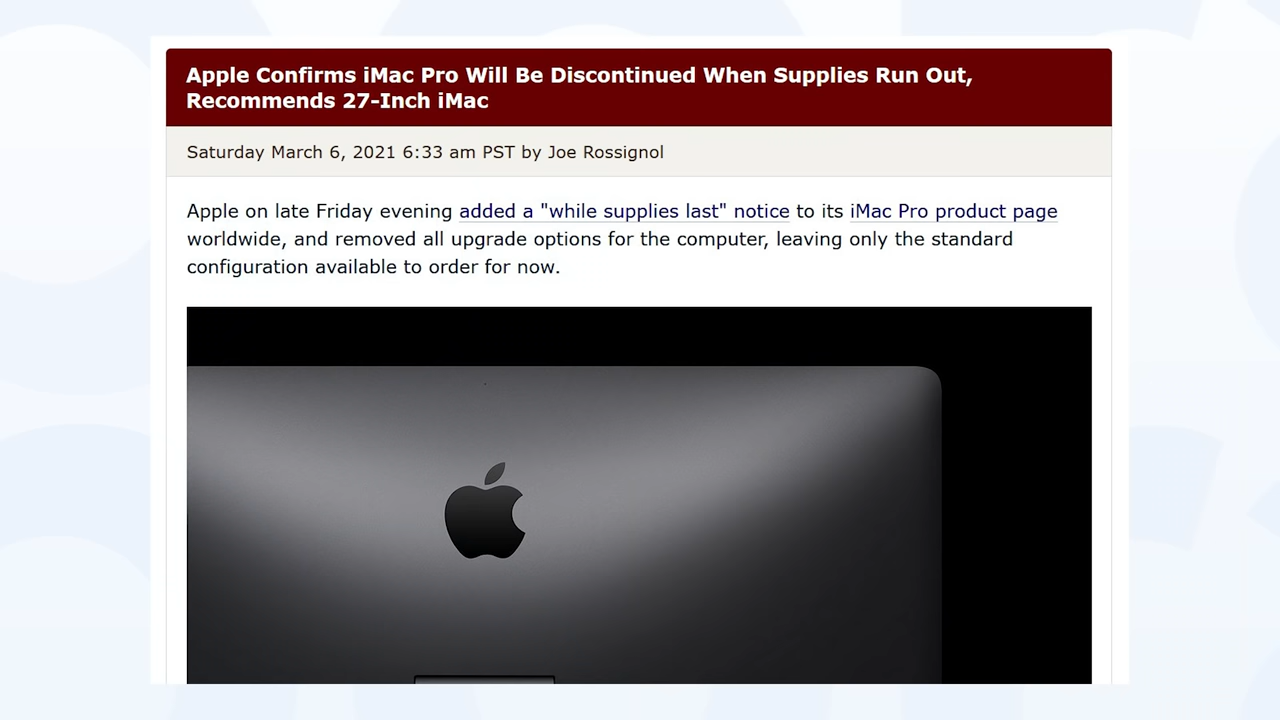 Apple Confirms iMac Pro Will Be Discontinued When Supplies Run Out,
Recommends 27-Inch iMac
Saturday March 6, 2021 6:33 am PST by Joe Rossignol
Apple on late Friday evening added a "while supplies last" notice to its iMac Pro product page
worldwide, and removed all upgrade options for the computer, leaving only the standard
configuration available to order for now.